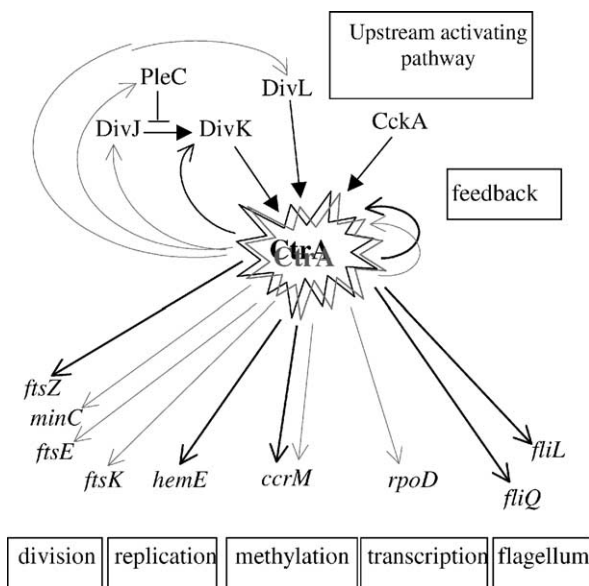 Upstream activating
pathway
PleC
DivL
DivJ
DivK
CckA
feedback
CtrA
CtrA
ftsZ
minC
ftsE
ftsK
hemE
ccrM
rpoD
fliL
fliQ
division
replication
methylation
transcription
flagellum